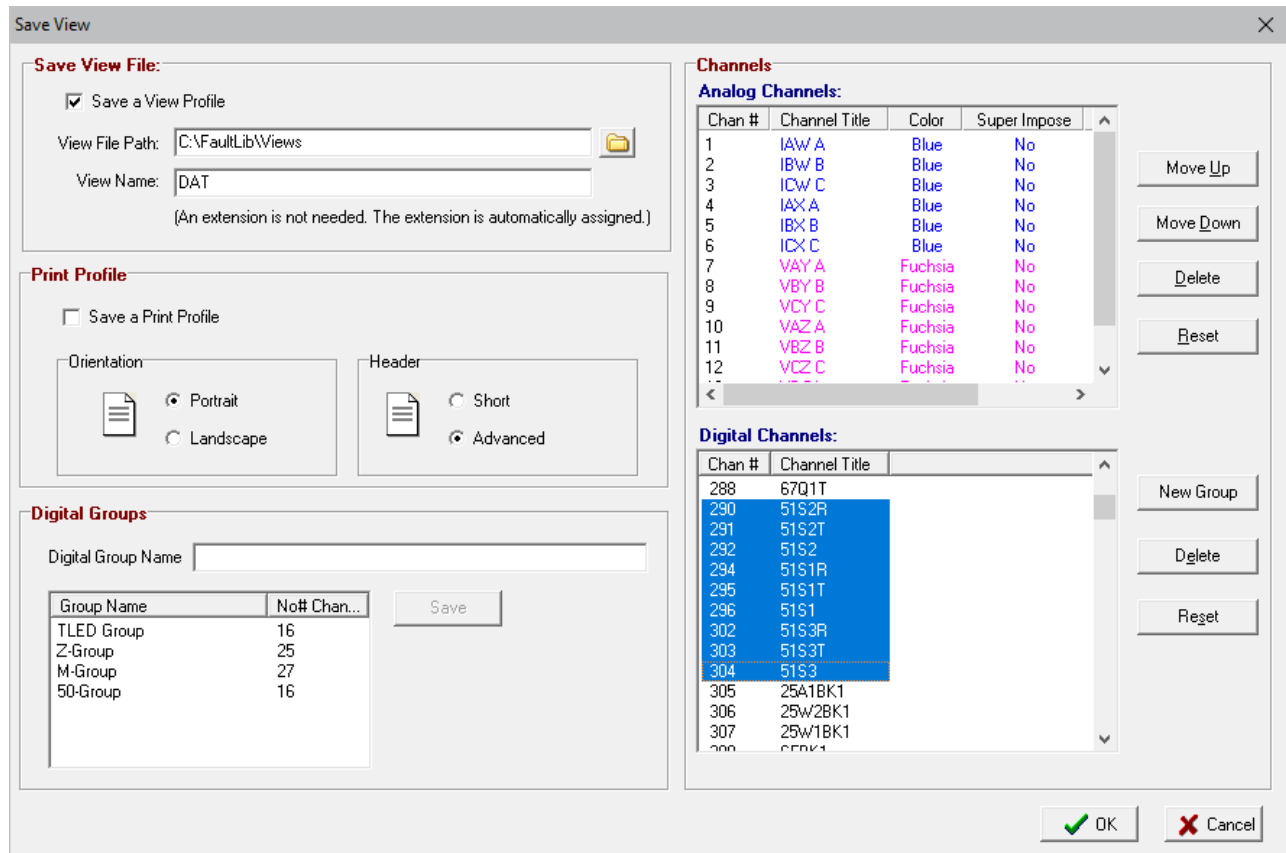 Save View
Save View File:
Save a View Profile
View File Path: C:\FaultLib\Views
View Name: DAT
(An extension is not needed. The extension is automatically assigned.)
Print Profile
Save a Print Profile
Orientation
Portrait
Landscape
Header
Short
Advanced
Digital Groups
Digital Group Name
Group Name No# Chan...
TLED Group 16
Z-Group 25
M-Group 27
50-Group 16
Save
Channels
Analog Channels:
Chan # Channel Title Color Super Impose
1 IAW A Blue No
2 IBW B Blue No
3 ICW C Blue No
4 IAX A Blue No
5 IBX B Blue No
6 ICX C Blue No
7 VAY A Fuchsia No
8 VBY B Fuchsia No
9 VCY C Fuchsia No
10 VAZ A Fuchsia No
11 VBZ B Fuchsia No
12 VCZ C Fuchsia No
Move Up
Move Down
Delete
Reset
Digital Channels:
Chan # Channel Title
288 67Q1T
290 51S2R
291 51S2T
292 51S2
294 51S1R
295 51S1T
296 51S1
302 51S3R
303 51S3T
304 51S3
305 25A1BK1
306 25W2BK1
307 25W1BK1
New Group
Delete
Reset
OK
Cancel